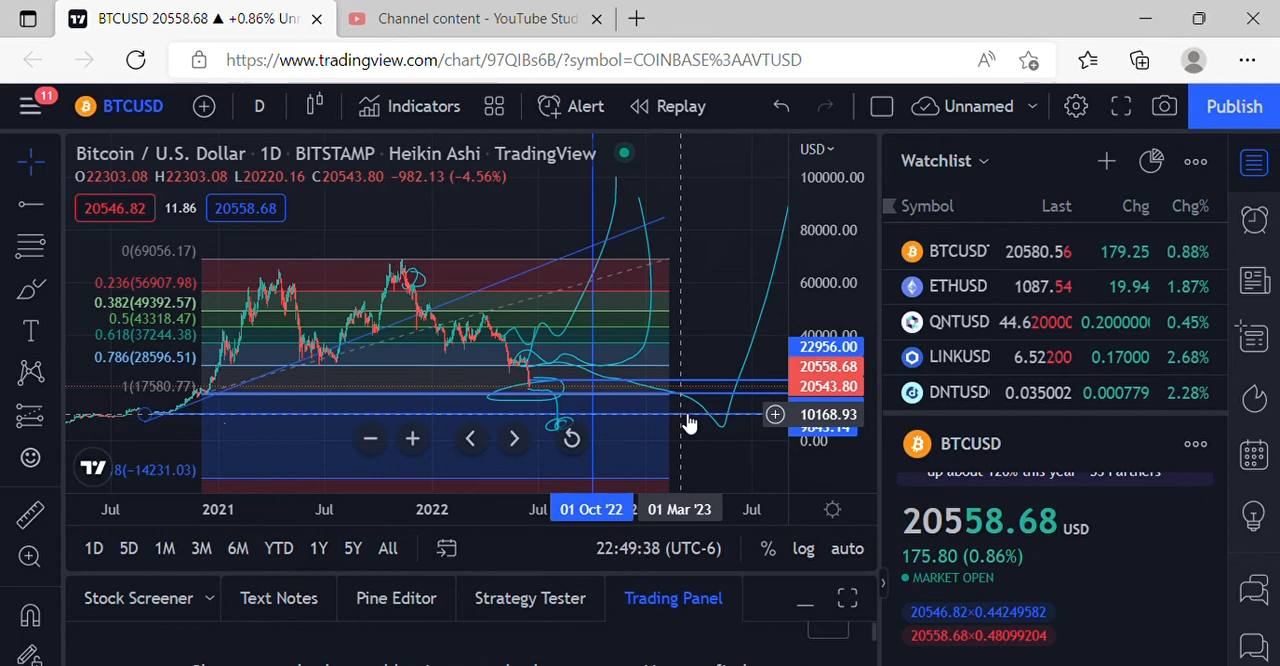 BTCUSD 20558.68 ▲ +0.86% Unr
Channel content - YouTube Stud
https://www.tradingview.com/chart/97QIBs6B/?symbol=COINBASE%3AAVTUSD
11
BTCUSD
D
Indicators
Alert
Replay
Unnamed
Publish
Bitcoin / U.S. Dollar · 1D · BITSTAMP · Heikin Ashi · TradingView
O22303.08 H22303.08 L20220.16 C20543.80 -982.13 (-4.56%)
20546.82 11.86 20558.68
USD
100000.00
80000.00
60000.00
40000.00
22956.00
20558.68
20543.80
10168.93
9843.14
0.00
0(69056.17)
0.236(56907.98)
0.382(49392.57)
0.5(43318.47)
0.618(37244.38)
0.786(28596.51)
1(17580.77)
8(-14231.03)
Jul 2021 Jul 2022 Jul 01 Oct '22 01 Mar '23 Jul
1D 5D 1M 3M 6M YTD 1Y 5Y All
22:49:38 (UTC-6)
% log auto
Stock Screener
Text Notes
Pine Editor
Strategy Tester
Trading Panel
Watchlist
Symbol Last Chg Chg%
BTCUSD 20580.56 179.25 0.88%
ETHUSD 1087.54 19.94 1.87%
QNTUSD 44.620000 0.200000 0.45%
LINKUSD 6.52200 0.17000 2.68%
DNTUSD 0.035002 0.000779 2.28%
BTCUSD
20558.68 USD
175.80 (0.86%)
MARKET OPEN
20546.82×0.44249582
20558.68×0.48099204